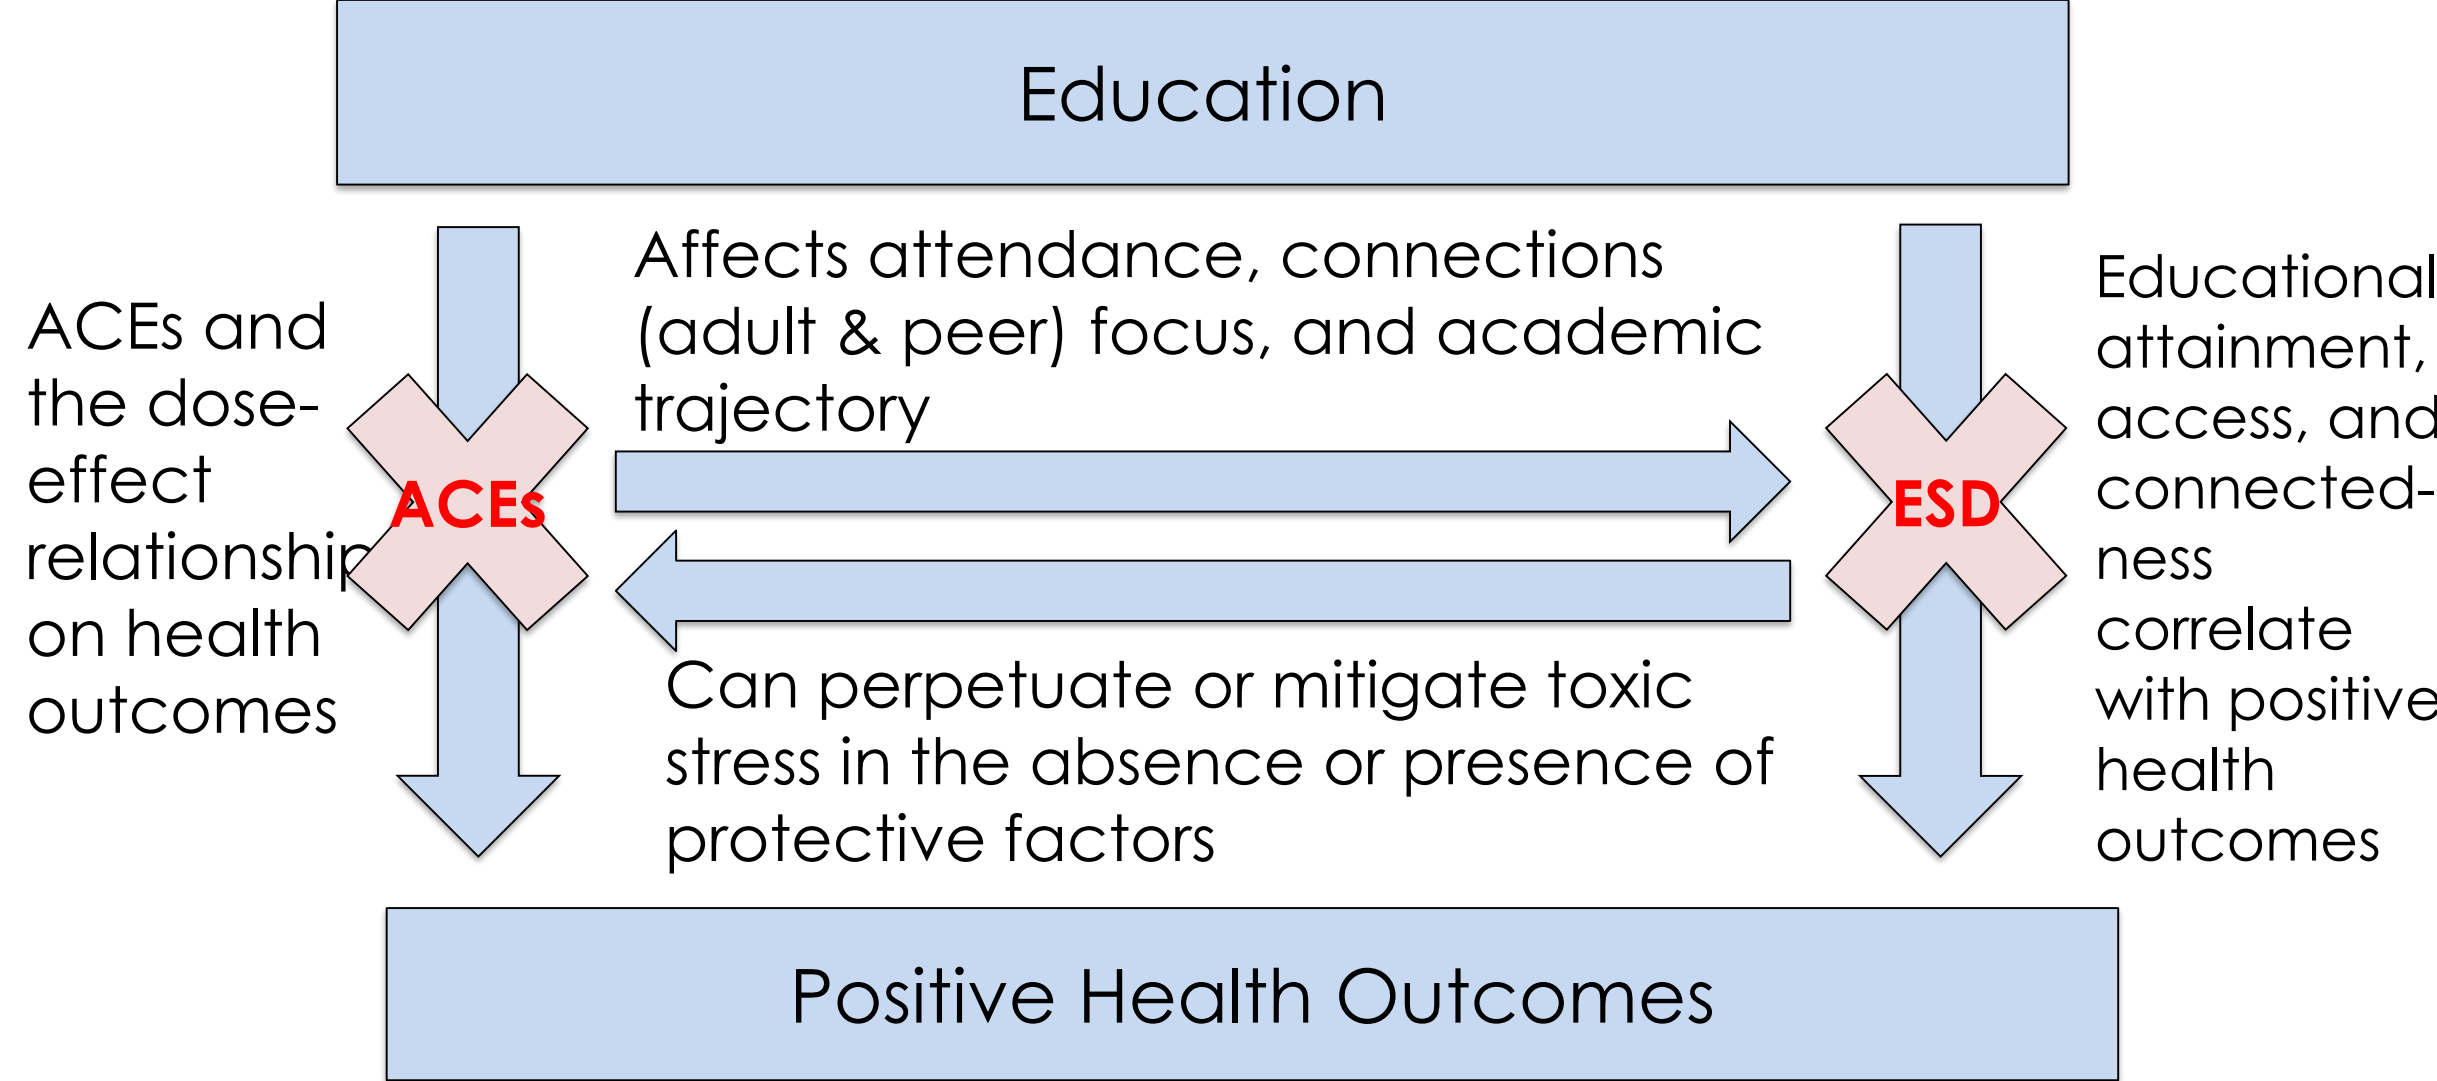 Education
ACEs and
the dose-
effect
relationship
on health
outcomes
ACEs
Affects attendance, connections
(adult & peer) focus, and academic
trajectory
Can perpetuate or mitigate toxic
stress in the absence or presence of
protective factors
ESD
Educational
attainment,
access, and
connected-
ness
correlate
with positive
health
outcomes
Positive Health Outcomes